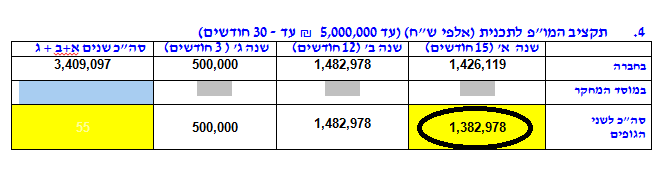 4. תקציב המו"פ לתכנית (אלפי ש"ח) (עד 5,000,000 ₪ עד - 30 חודשים)
שנה א' (15 חודשים) שנה ב' (12 חודשים) שנה ג' ( 3 חודשים) סה"כ שנים א+ב + ג
בחברה 1,426,119 1,482,978 500,000 3,409,097
במוסד המחקר
סה"כ לשני הגופים 1,382,978 1,482,978 500,000 55